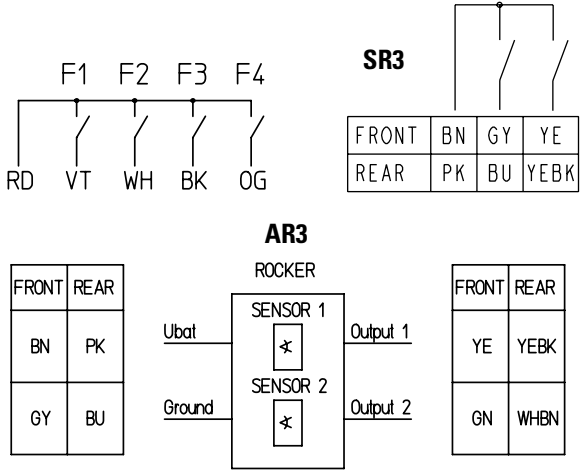 F1 F2 F3 F4
RD VT WH BK OG
SR3
FRONT BN GY YE
REAR PK BU YEBK
AR3
ROCKER
FRONT REAR
BN PK
GY BU
SENSOR 1
Ubat Output 1
SENSOR 2
Ground Output 2
FRONT REAR
YE YEBK
GN WHBN